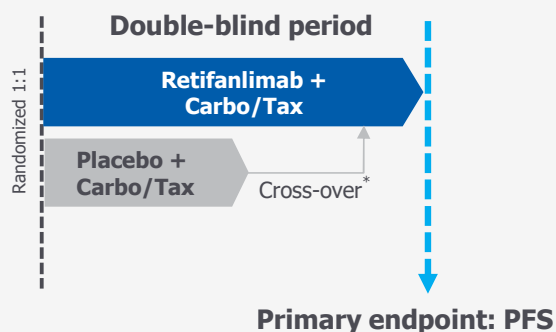 Double-blind period
Randomized 1:1
Retifanlimab +
Carbo/Tax
Placebo +
Carbo/Tax
Cross-over*
Primary endpoint: PFS